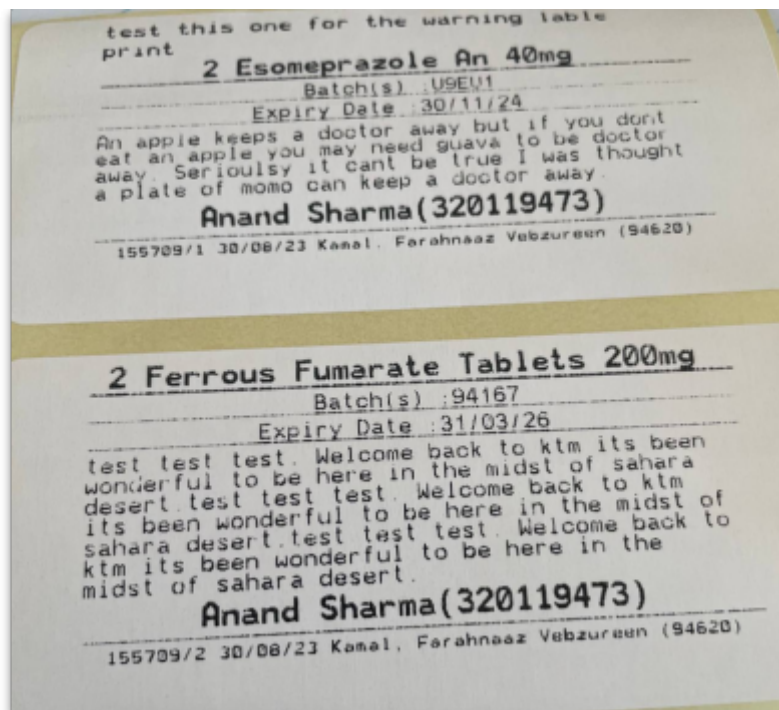 test this one for the warning lable
print
2 Esomeprazole An 40mg
Batch(s) :U9EU1
Expiry Date :30/11/24
An apple keeps a doctor away but if you dont
eat an apple you may need guava to be doctor
away. Serioulsy it cant be true I was thought
a plate of momo can keep a doctor away.
Anand Sharma(320119473)
155709/1 30/08/23 Kamal, Farahnaaz Vebzureen (94620)
2 Ferrous Fumarate Tablets 200mg
Batch(s) :94167
Expiry Date :31/03/26
test test test. Welcome back to ktm its been
wonderful to be here in the midst of sahara
desert.test test test. Welcome back to ktm
its been wonderful to be here in the midst of
sahara desert.test test test. Welcome back to
ktm its been wonderful to be here in the
midst of sahara desert.
Anand Sharma(320119473)
155709/2 30/08/23 Kamal, Farahnaaz Vebzureen (94620)